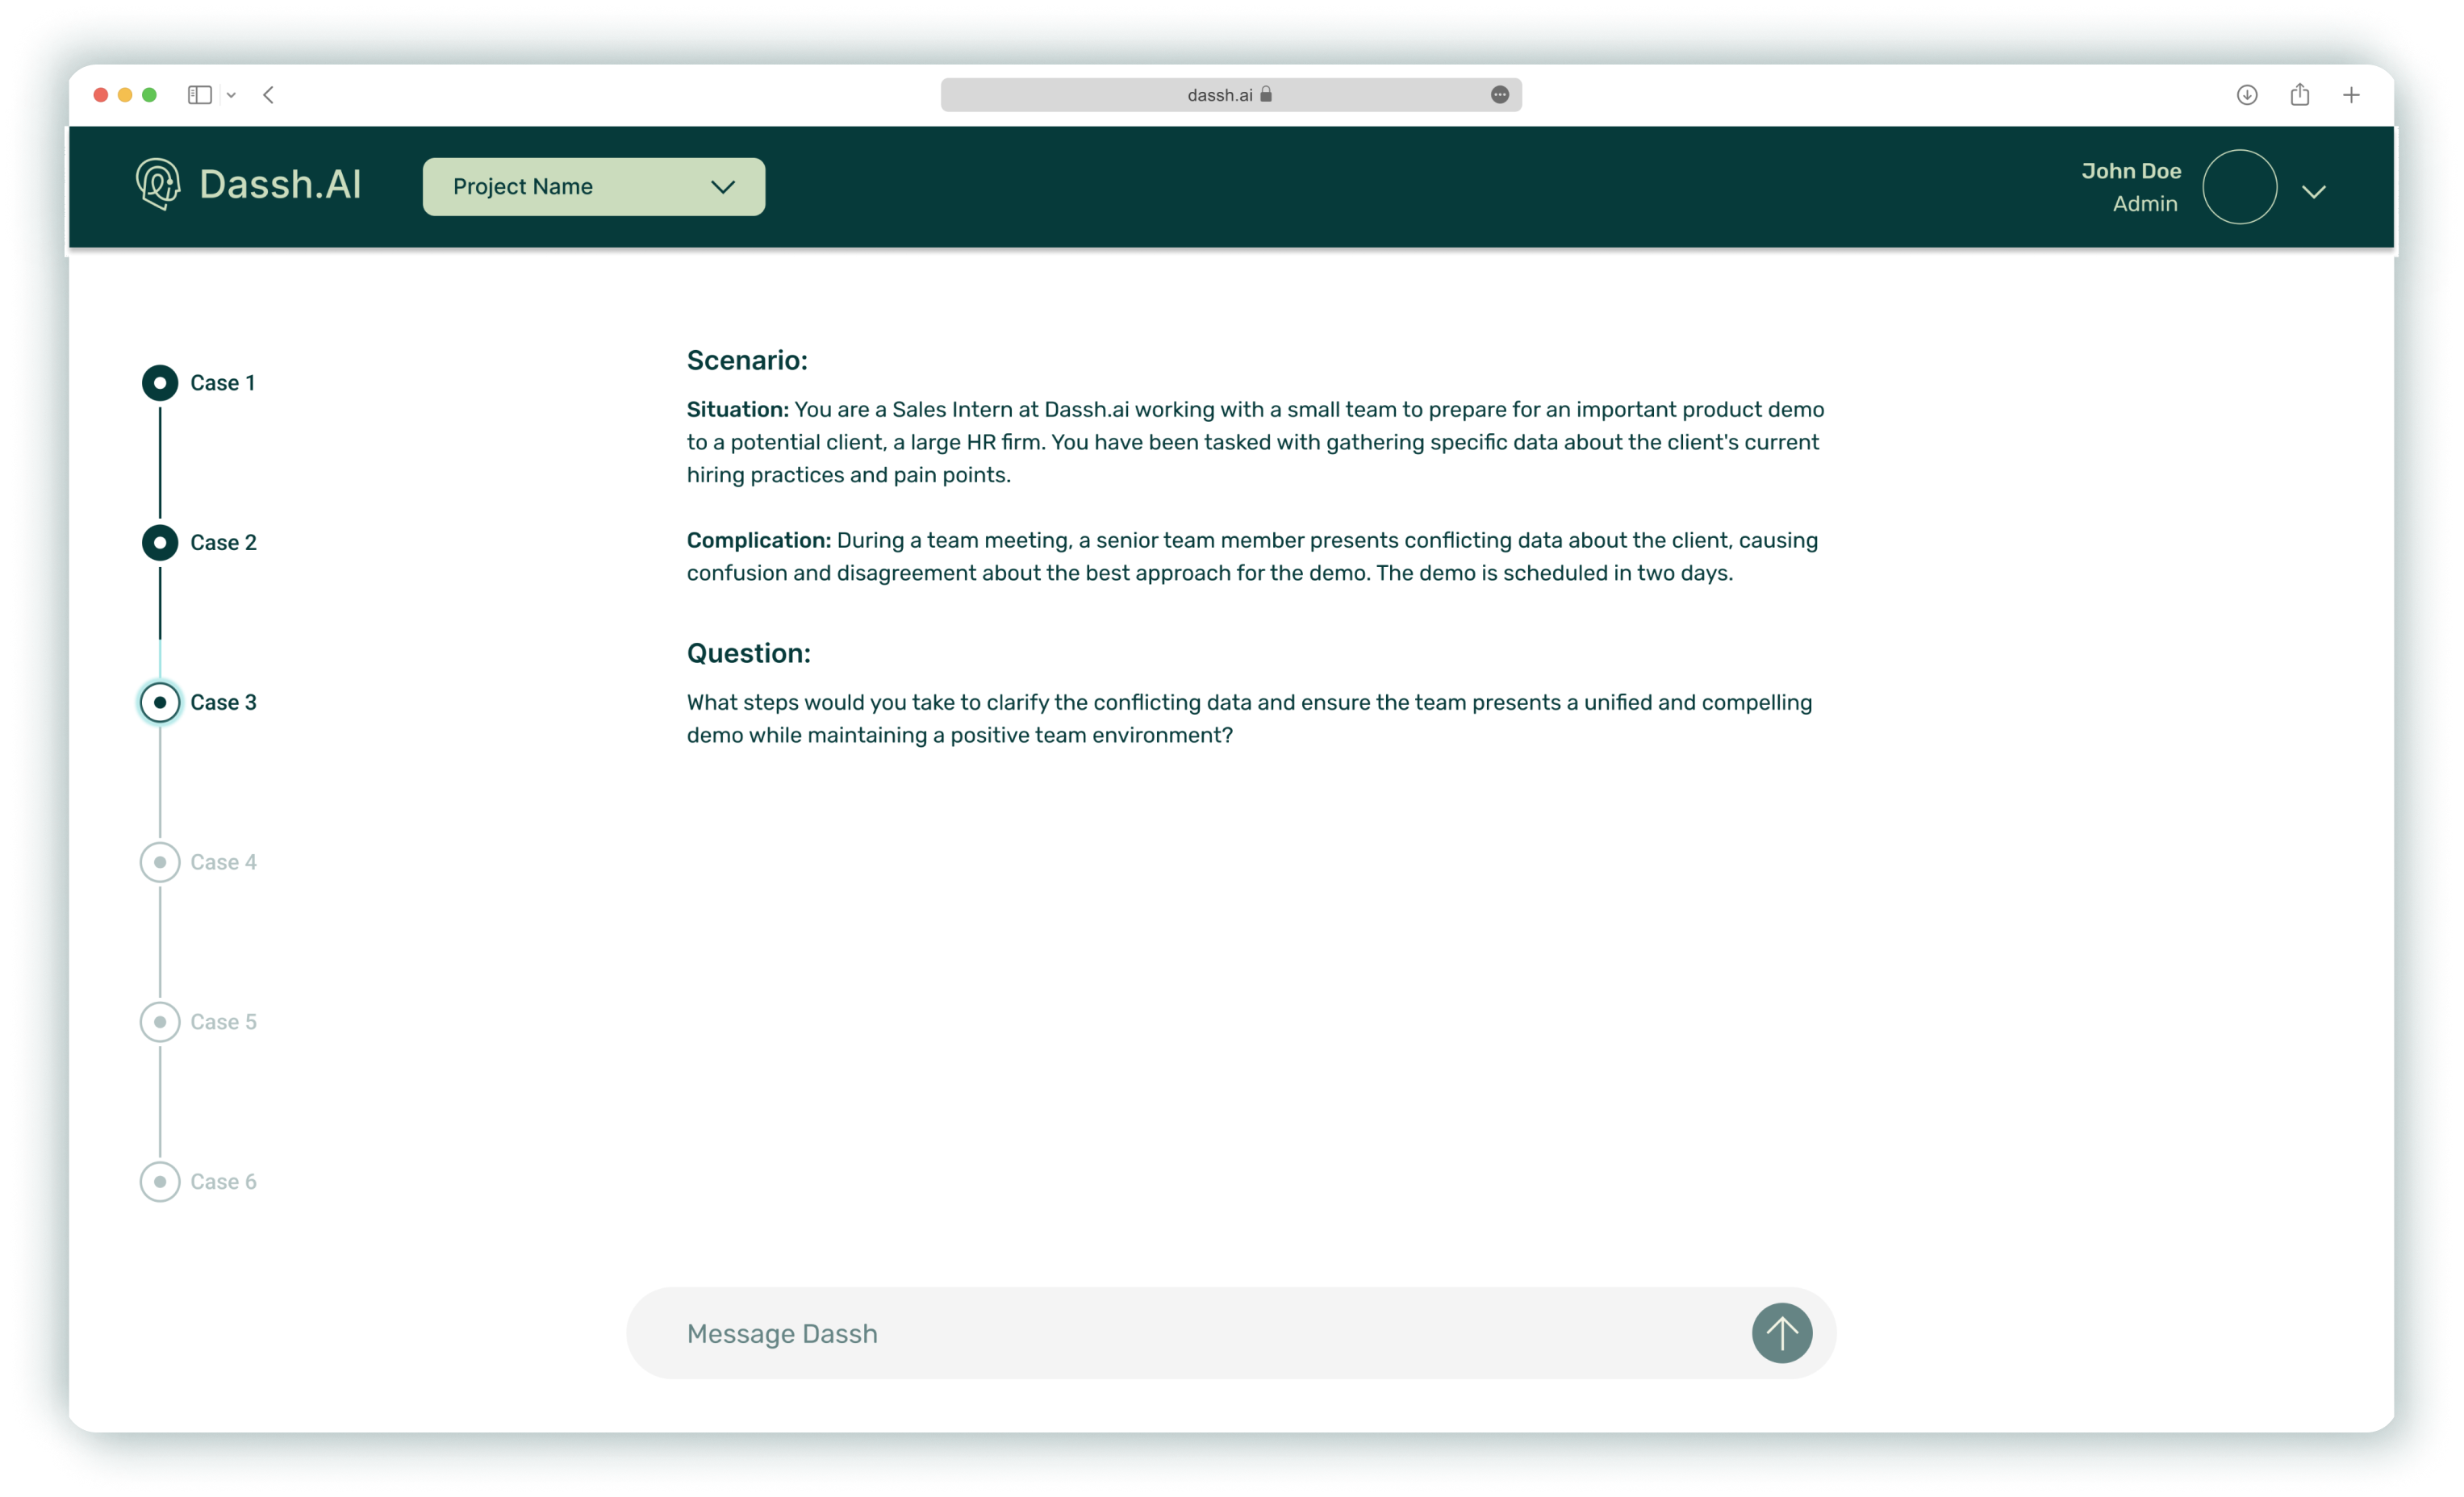 dassh.ai
Dassh.AI
Project Name
John Doe
Admin
Case 1
Case 2
Case 3
Case 4
Case 5
Case 6
Scenario:
Situation: You are a Sales Intern at Dassh.ai working with a small team to prepare for an important product demo
to a potential client, a large HR firm. You have been tasked with gathering specific data about the client's current
hiring practices and pain points.
Complication: During a team meeting, a senior team member presents conflicting data about the client, causing
confusion and disagreement about the best approach for the demo. The demo is scheduled in two days.
Question:
What steps would you take to clarify the conflicting data and ensure the team presents a unified and compelling
demo while maintaining a positive team environment?
Message Dassh